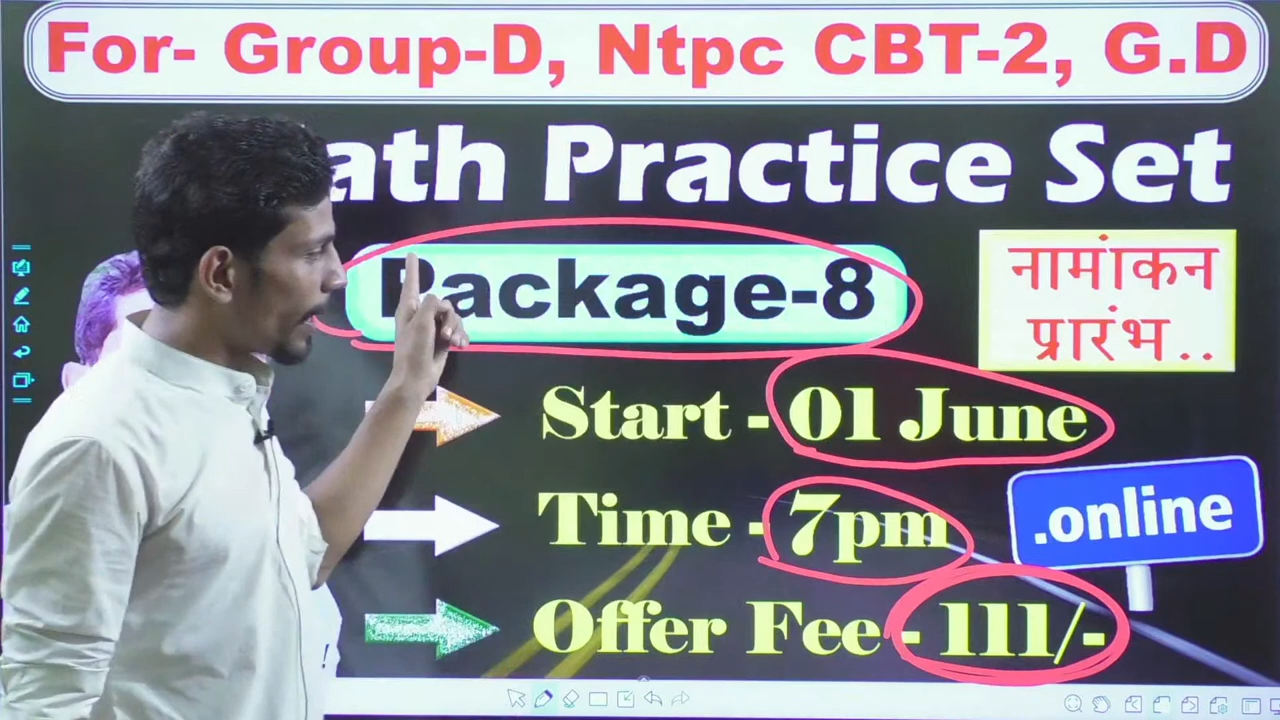 For- Group-D, Ntpc CBT-2, G.D
ath Practice Set
Package-8
नामांकन
प्रारंभ..
Start - 01 June
Time - 7pm
.online
Offer Fee - 111/-